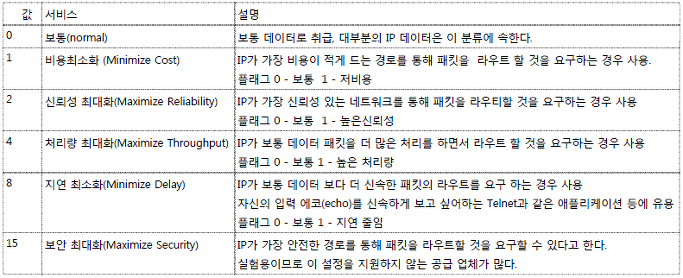 값 서비스 설명
0 보통(normal) 보통 데이터로 취급, 대부분의 IP 데이터은 이 분류에 속한다.
1 비용최소화 (Minimize Cost) IP가 가장 비용이 적게 드는 경로를 통해 패킷을 라우트 할 것을 요구하는 경우 사용.
플래그 0 - 보통 1 - 저비용
2 신뢰성 최대화(Maximize Reliability) IP가 가장 신뢰성 있는 네트워크를 통해 패킷을 라우티할 것을 요구하는 경우 사용
플래그 0 - 보통 1 - 높은신뢰성
4 처리량 최대화(Maximize Throughput) IP가 보통 데이터 패킷을 더 많은 처리를 하면서 라우트 할 것을 요구하는 경우 사용
플래그 0 - 보통 1 - 높은 처리량
8 지연 최소화(Minimize Delay) IP가 보통 데이터 보다 더 신속한 패킷의 라우트를 요구 하는 경우 사용
자신의 입력 에코(echo)를 신속하게 보고 싶어하는 Telnet과 같은 애플리케이션 등에 유용
플래그 0 - 보통 1 - 지연 줄임
15 보안 최대화(Maximize Security) IP가 가장 안전한 경로를 통해 패킷을 라우트할 것을 요구할 수 있다고 한다.
실험용이므로 이 설정을 지원하지 않는 공급 업체가 많다.